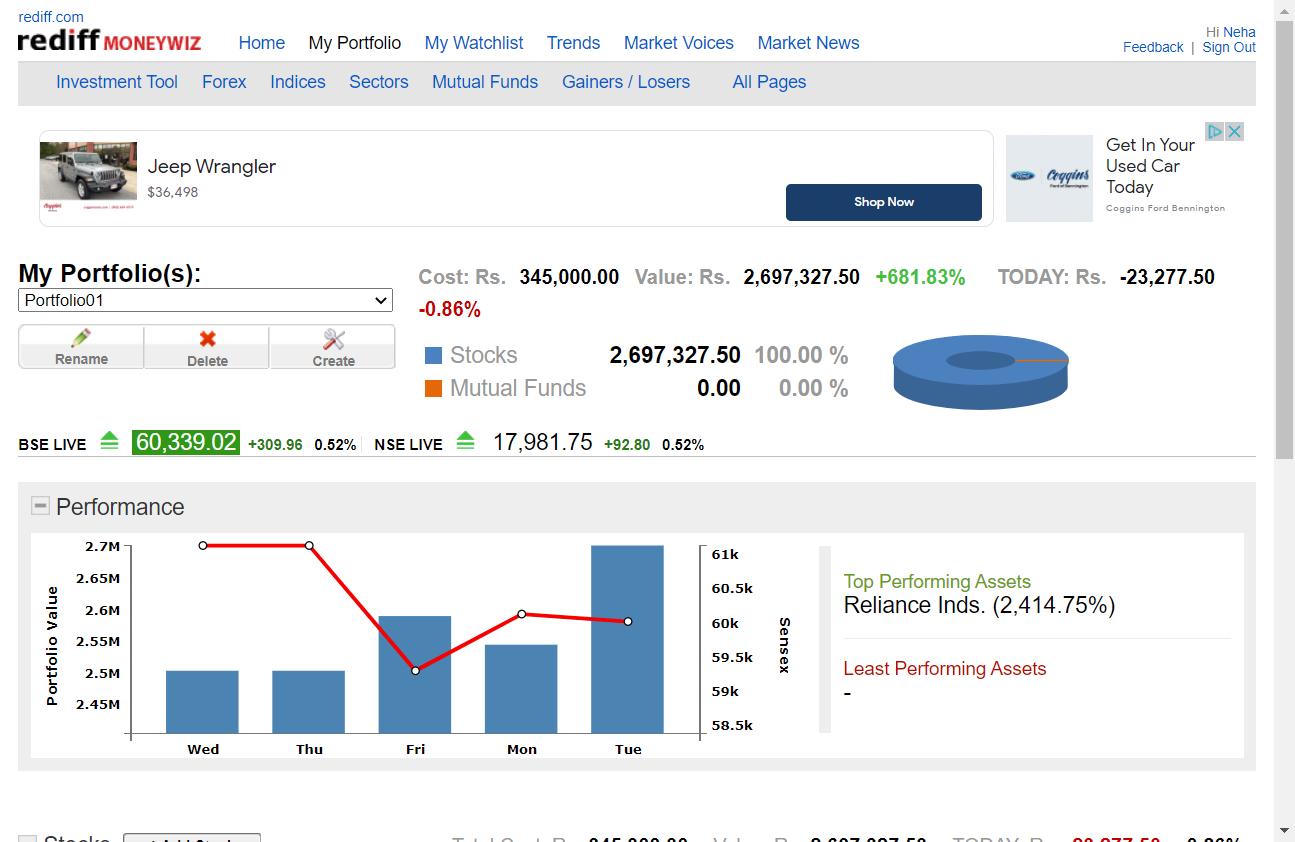 rediff.com
rediff MONEYWIZ
Home My Portfolio My Watchlist Trends Market Voices Market News
Hi Neha
Feedback | Sign Out
Investment Tool Forex Indices Sectors Mutual Funds Gainers / Losers All Pages
Jeep Wrangler
$36,498
Shop Now
Ford Coggins
Ford of Bennington
Get In Your
Used Car
Today
Coggins Ford Bennington
My Portfolio(s):
Portfolio01
Rename Delete Create
Cost: Rs. 345,000.00 Value: Rs. 2,697,327.50 +681.83% TODAY: Rs. -23,277.50
-0.86%
Stocks 2,697,327.50 100.00 %
Mutual Funds 0.00 0.00 %
BSE LIVE 60,339.02 +309.96 0.52% NSE LIVE 17,981.75 +92.80 0.52%
Performance
Portfolio Value
2.7M
2.65M
2.6M
2.55M
2.5M
2.45M
Wed Thu Fri Mon Tue
61k
60.5k
60k
59.5k
59k
58.5k
Sensex
Top Performing Assets
Reliance Inds. (2,414.75%)
Least Performing Assets
-
Stocks